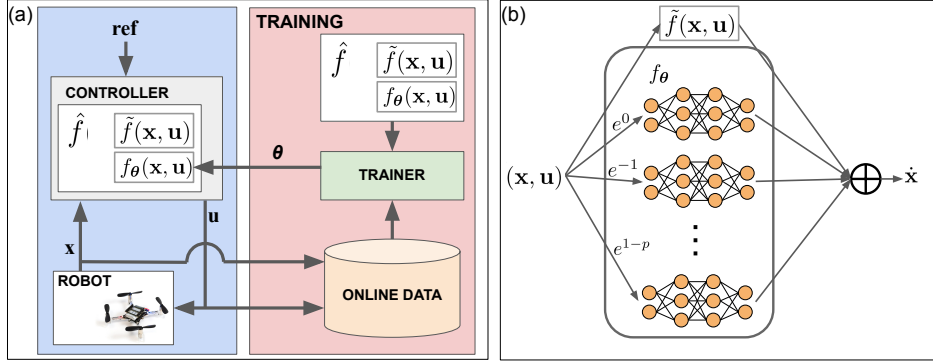 (a)
TRAINING
ref
CONTROLLER
f̂(
f̃(x, u)
f_θ(x, u)
f̂
f̃(x, u)
f_θ(x, u)
θ
TRAINER
u
x
ROBOT
ONLINE DATA
(b)
f̃(x, u)
f_θ
e^0
(x, u)
e^{-1}
ẋ
⋮
e^{1-p}